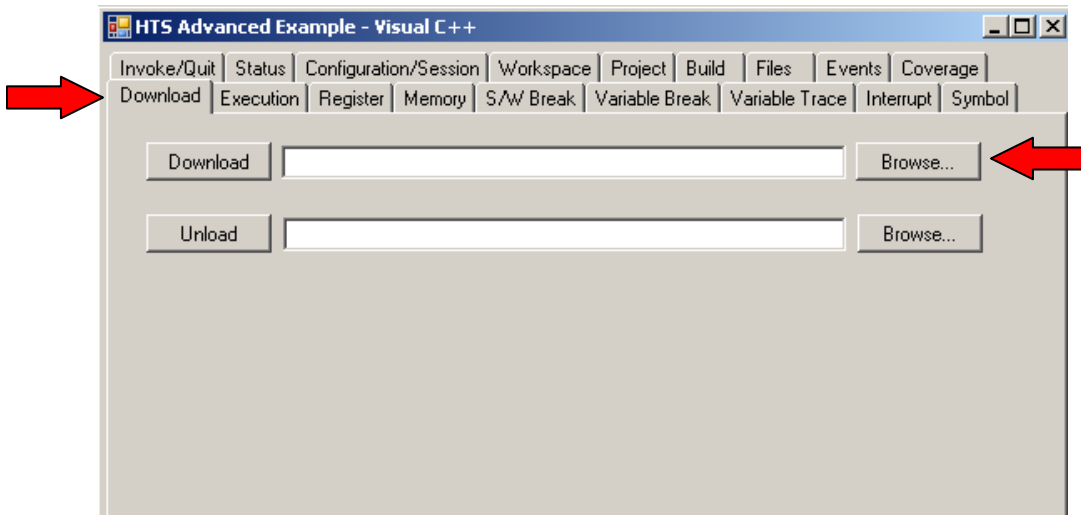 HTS Advanced Example - Visual C++
Invoke/Quit Status Configuration/Session Workspace Project Build Files Events Coverage
Download Execution Register Memory S/W Break Variable Break Variable Trace Interrupt Symbol
Download Browse...
Unload Browse...